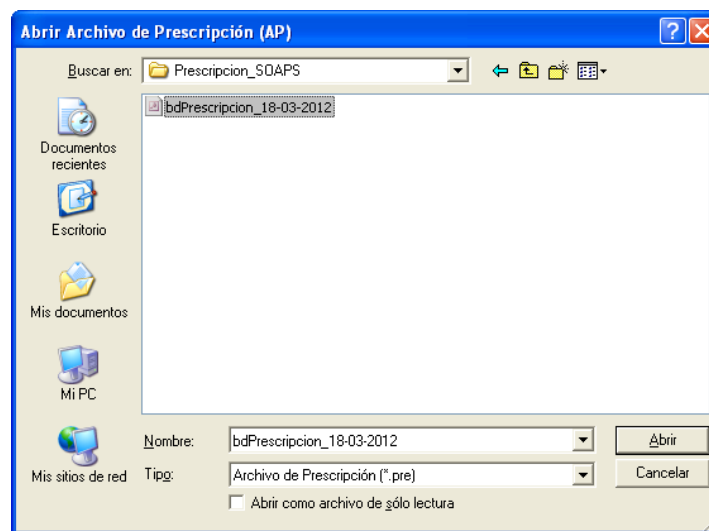 Abrir Archivo de Prescripción (AP)
Buscar en: Prescripcion_SOAPS
bdPrescripcion_18-03-2012
Documentos
recientes
Escritorio
Mis documentos
Mi PC
Mis sitios de red
Nombre: bdPrescripcion_18-03-2012 Abrir
Tipo: Archivo de Prescripción (*.pre) Cancelar
Abrir como archivo de sólo lectura